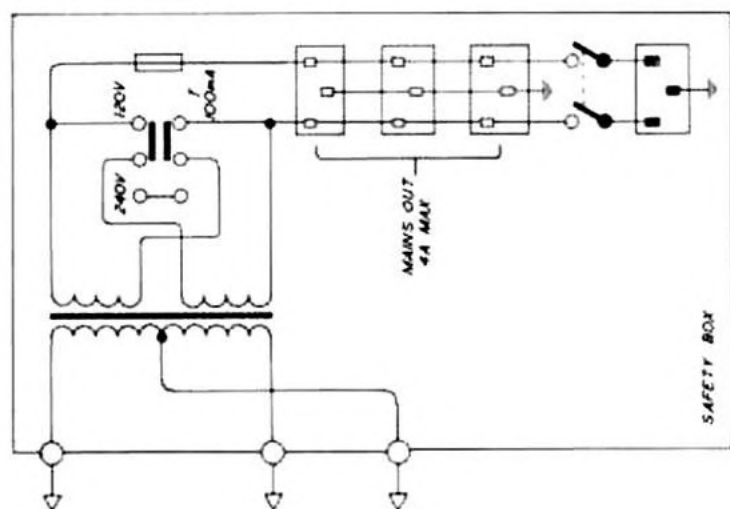 120V
T
100mA
240V
MAINS OUT
4A MAX
SAFETY BOX